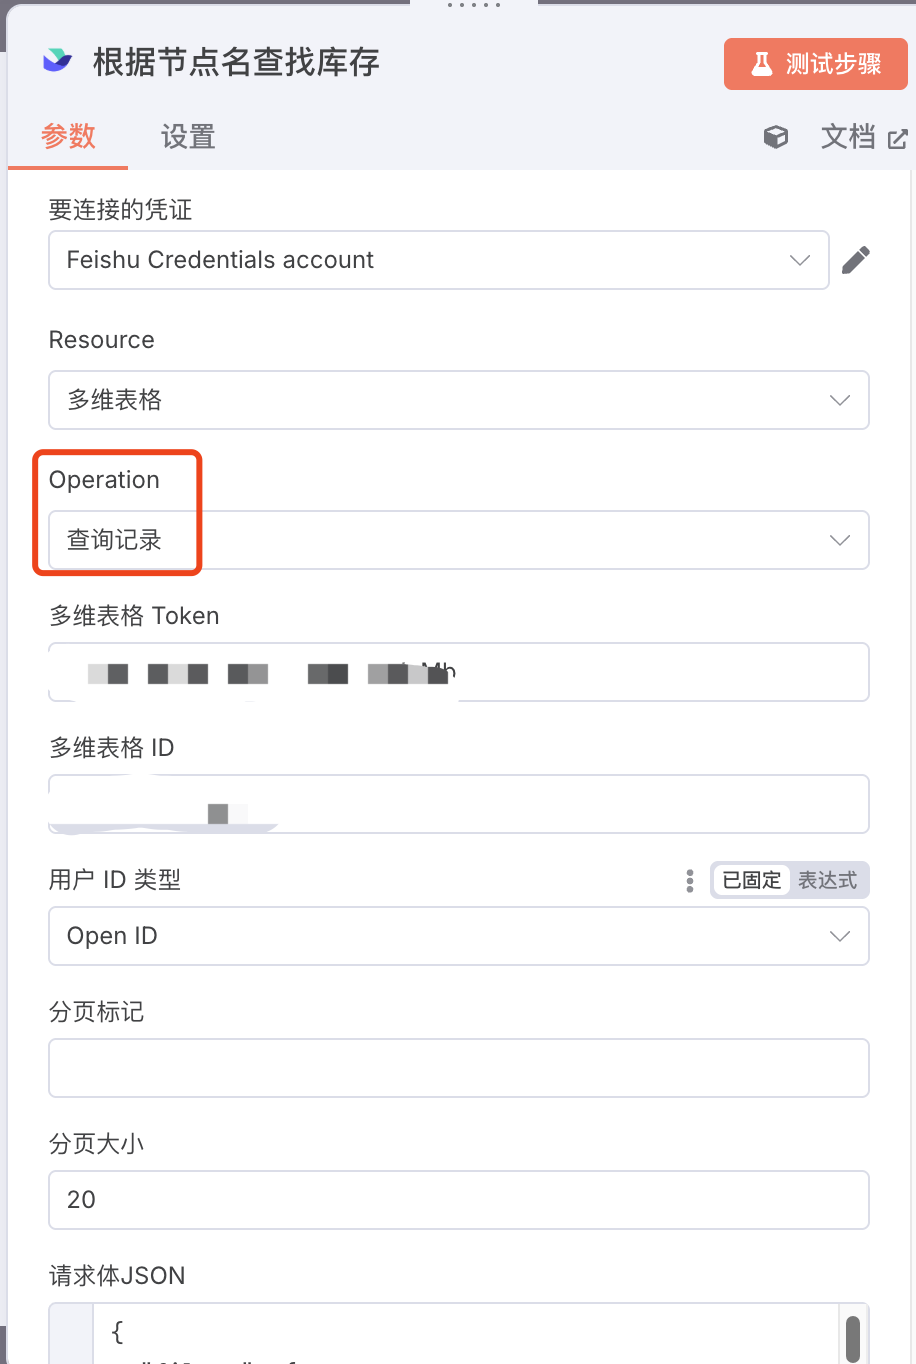 根据节点名查找库存
测试步骤
参数
设置
文档
要连接的凭证
Feishu Credentials account
Resource
多维表格
Operation
查询记录
多维表格 Token
多维表格 ID
用户 ID 类型
已固定
表达式
Open ID
分页标记
分页大小
20
请求体JSON
{